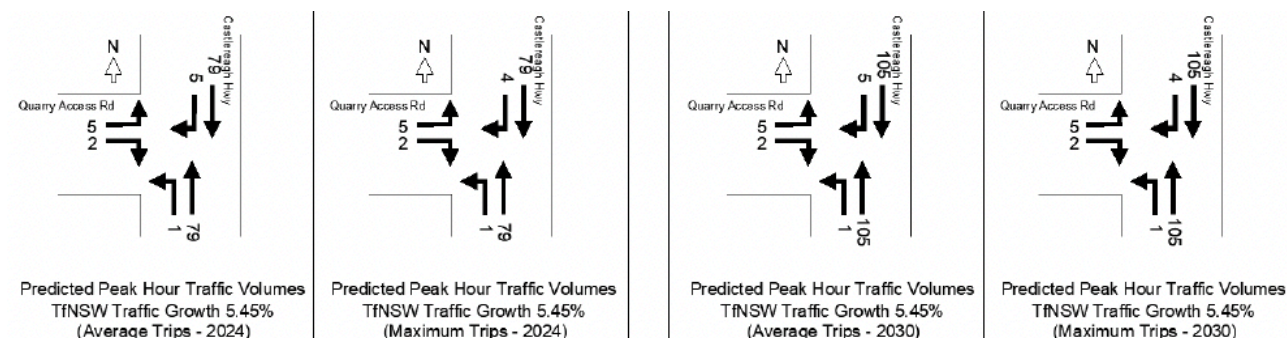 Castlereagh Hwy
79
N
5
Quarry Access Rd
5
2
1
79
Predicted Peak Hour Traffic Volumes
TfNSW Traffic Growth 5.45%
(Average Trips - 2024)
Castlereagh Hwy
79
N
4
Quarry Access Rd
5
2
1
79
Predicted Peak Hour Traffic Volumes
TfNSW Traffic Growth 5.45%
(Maximum Trips - 2024)
Castlereagh Hwy
105
N
5
Quarry Access Rd
5
2
1
105
Predicted Peak Hour Traffic Volumes
TfNSW Traffic Growth 5.45%
(Average Trips - 2030)
Castlereagh Hwy
105
N
4
Quarry Access Rd
5
2
1
105
Predicted Peak Hour Traffic Volumes
TfNSW Traffic Growth 5.45%
(Maximum Trips - 2030)